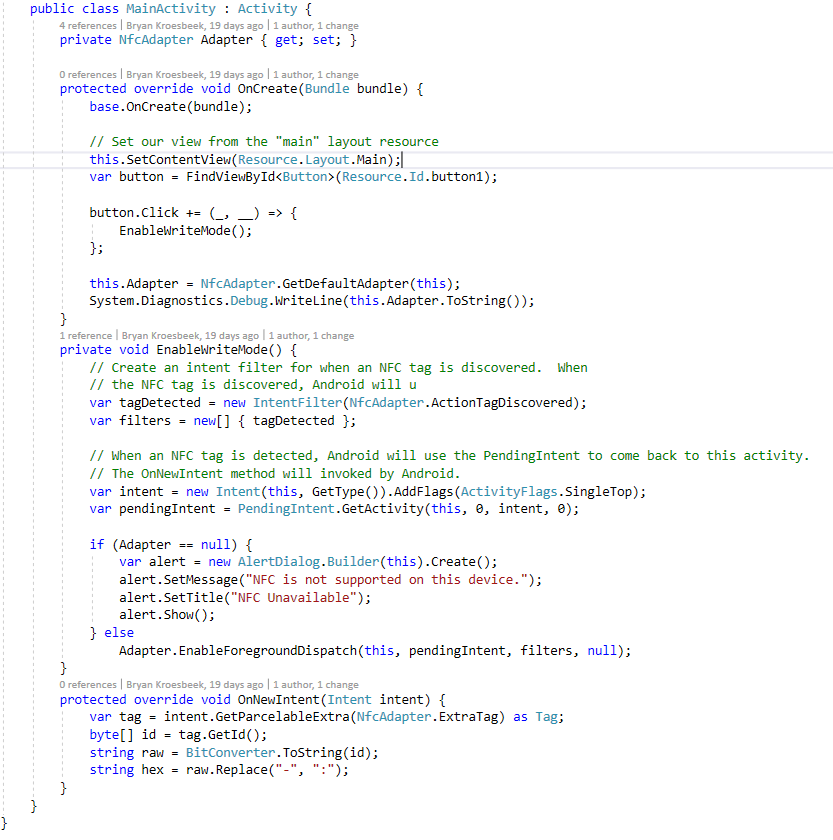 public class MainActivity : Activity {
4 references | Bryan Kroesbeek, 19 days ago | 1 author, 1 change
private NfcAdapter Adapter { get; set; }
0 references | Bryan Kroesbeek, 19 days ago | 1 author, 1 change
protected override void OnCreate(Bundle bundle) {
base.OnCreate(bundle);
// Set our view from the "main" layout resource
this.SetContentView(Resource.Layout.Main);
var button = FindViewById<Button>(Resource.Id.button1);
button.Click += (_, __) => {
EnableWriteMode();
};
this.Adapter = NfcAdapter.GetDefaultAdapter(this);
System.Diagnostics.Debug.WriteLine(this.Adapter.ToString());
}
1 reference | Bryan Kroesbeek, 19 days ago | 1 author, 1 change
private void EnableWriteMode() {
// Create an intent filter for when an NFC tag is discovered.  When
// the NFC tag is discovered, Android will u
var tagDetected = new IntentFilter(NfcAdapter.ActionTagDiscovered);
var filters = new[] { tagDetected };
// When an NFC tag is detected, Android will use the PendingIntent to come back to this activity.
// The OnNewIntent method will invoked by Android.
var intent = new Intent(this, GetType()).AddFlags(ActivityFlags.SingleTop);
var pendingIntent = PendingIntent.GetActivity(this, 0, intent, 0);
if (Adapter == null) {
var alert = new AlertDialog.Builder(this).Create();
alert.SetMessage("NFC is not supported on this device.");
alert.SetTitle("NFC Unavailable");
alert.Show();
} else
Adapter.EnableForegroundDispatch(this, pendingIntent, filters, null);
}
0 references | Bryan Kroesbeek, 19 days ago | 1 author, 1 change
protected override void OnNewIntent(Intent intent) {
var tag = intent.GetParcelableExtra(NfcAdapter.ExtraTag) as Tag;
byte[] id = tag.GetId();
string raw = BitConverter.ToString(id);
string hex = raw.Replace("-", ":");
}
}
}